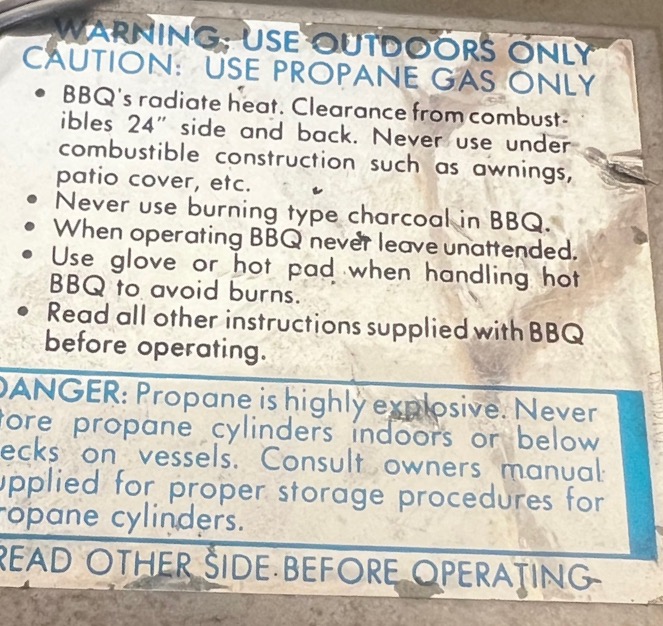 WARNING: USE OUTDOORS ONLY
CAUTION: USE PROPANE GAS ONLY
• BBQ's radiate heat. Clearance from combust-
ibles 24" side and back. Never use under
combustible construction such as awnings,
patio cover, etc.
• Never use burning type charcoal in BBQ.
• When operating BBQ never leave unattended.
• Use glove or hot pad when handling hot
BBQ to avoid burns.
• Read all other instructions supplied with BBQ
before operating.
DANGER: Propane is highly explosive. Never
tore propane cylinders indoors or below
ecks on vessels. Consult owners manual
upplied for proper storage procedures for
ropane cylinders.
READ OTHER SIDE BEFORE OPERATING